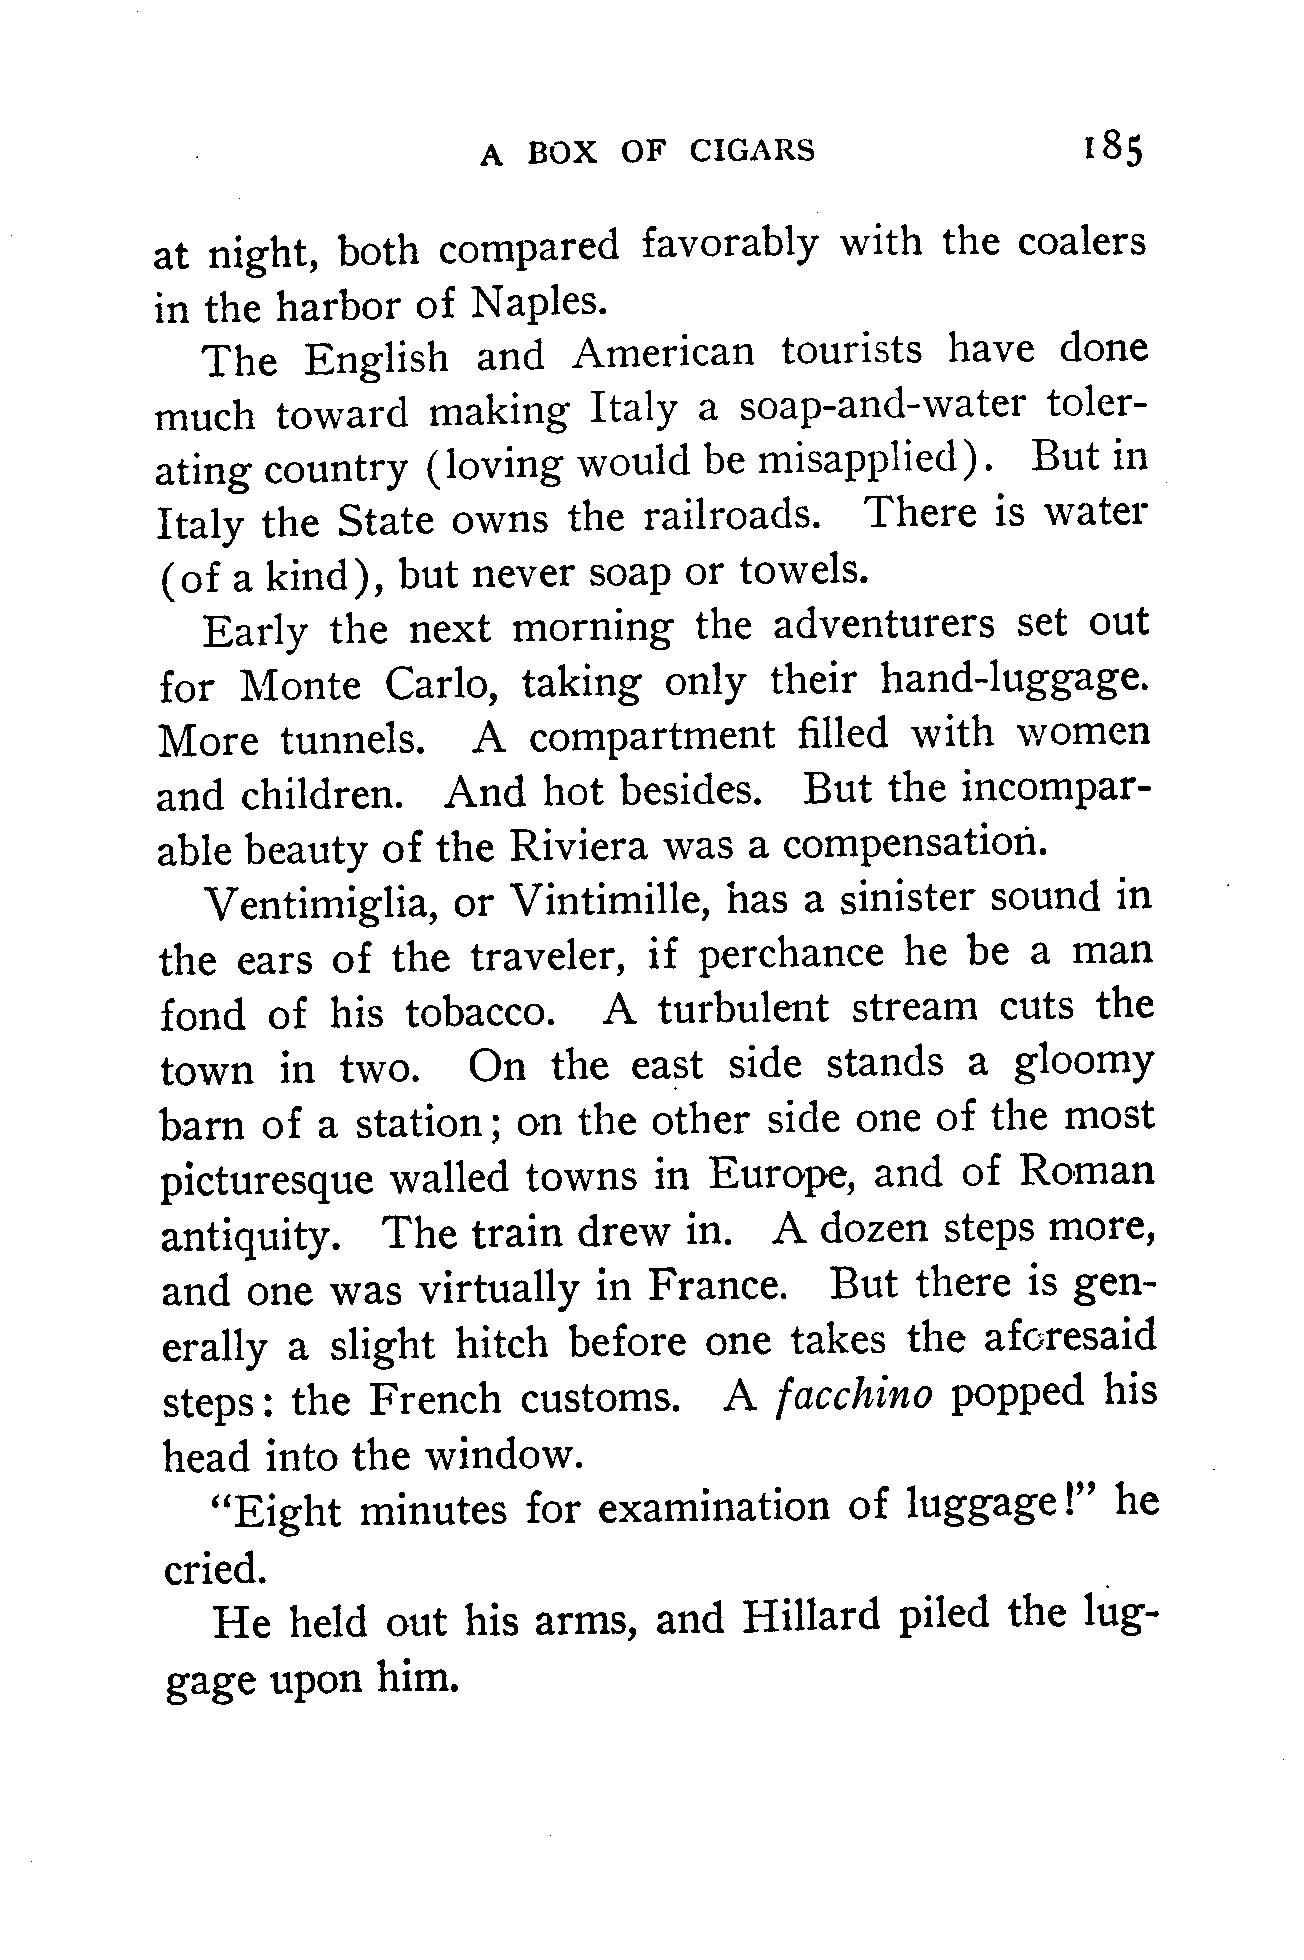 A BOX OF CIGARS 185
at night, both compared favorably with the coalers
in the harbor of Naples.
The English and American tourists have done
much toward making Italy a soap-and-water toler-
ating country (loving would be misapplied). But in
Italy the State owns the railroads. There is water
(of a kind), but never soap or towels.
Early the next morning the adventurers set out
for Monte Carlo, taking only their hand-luggage.
More tunnels. A compartment filled with women
and children. And hot besides. But the incompar-
able beauty of the Riviera was a compensation.
Ventimiglia, or Vintimille, has a sinister sound in
the ears of the traveler, if perchance he be a man
fond of his tobacco. A turbulent stream cuts the
town in two. On the east side stands a gloomy
barn of a station; on the other side one of the most
picturesque walled towns in Europe, and of Roman
antiquity. The train drew in. A dozen steps more,
and one was virtually in France. But there is gen-
erally a slight hitch before one takes the aforesaid
steps: the French customs. A facchino popped his
head into the window.
“Eight minutes for examination of luggage!” he
cried.
He held out his arms, and Hillard piled the lug-
gage upon him.